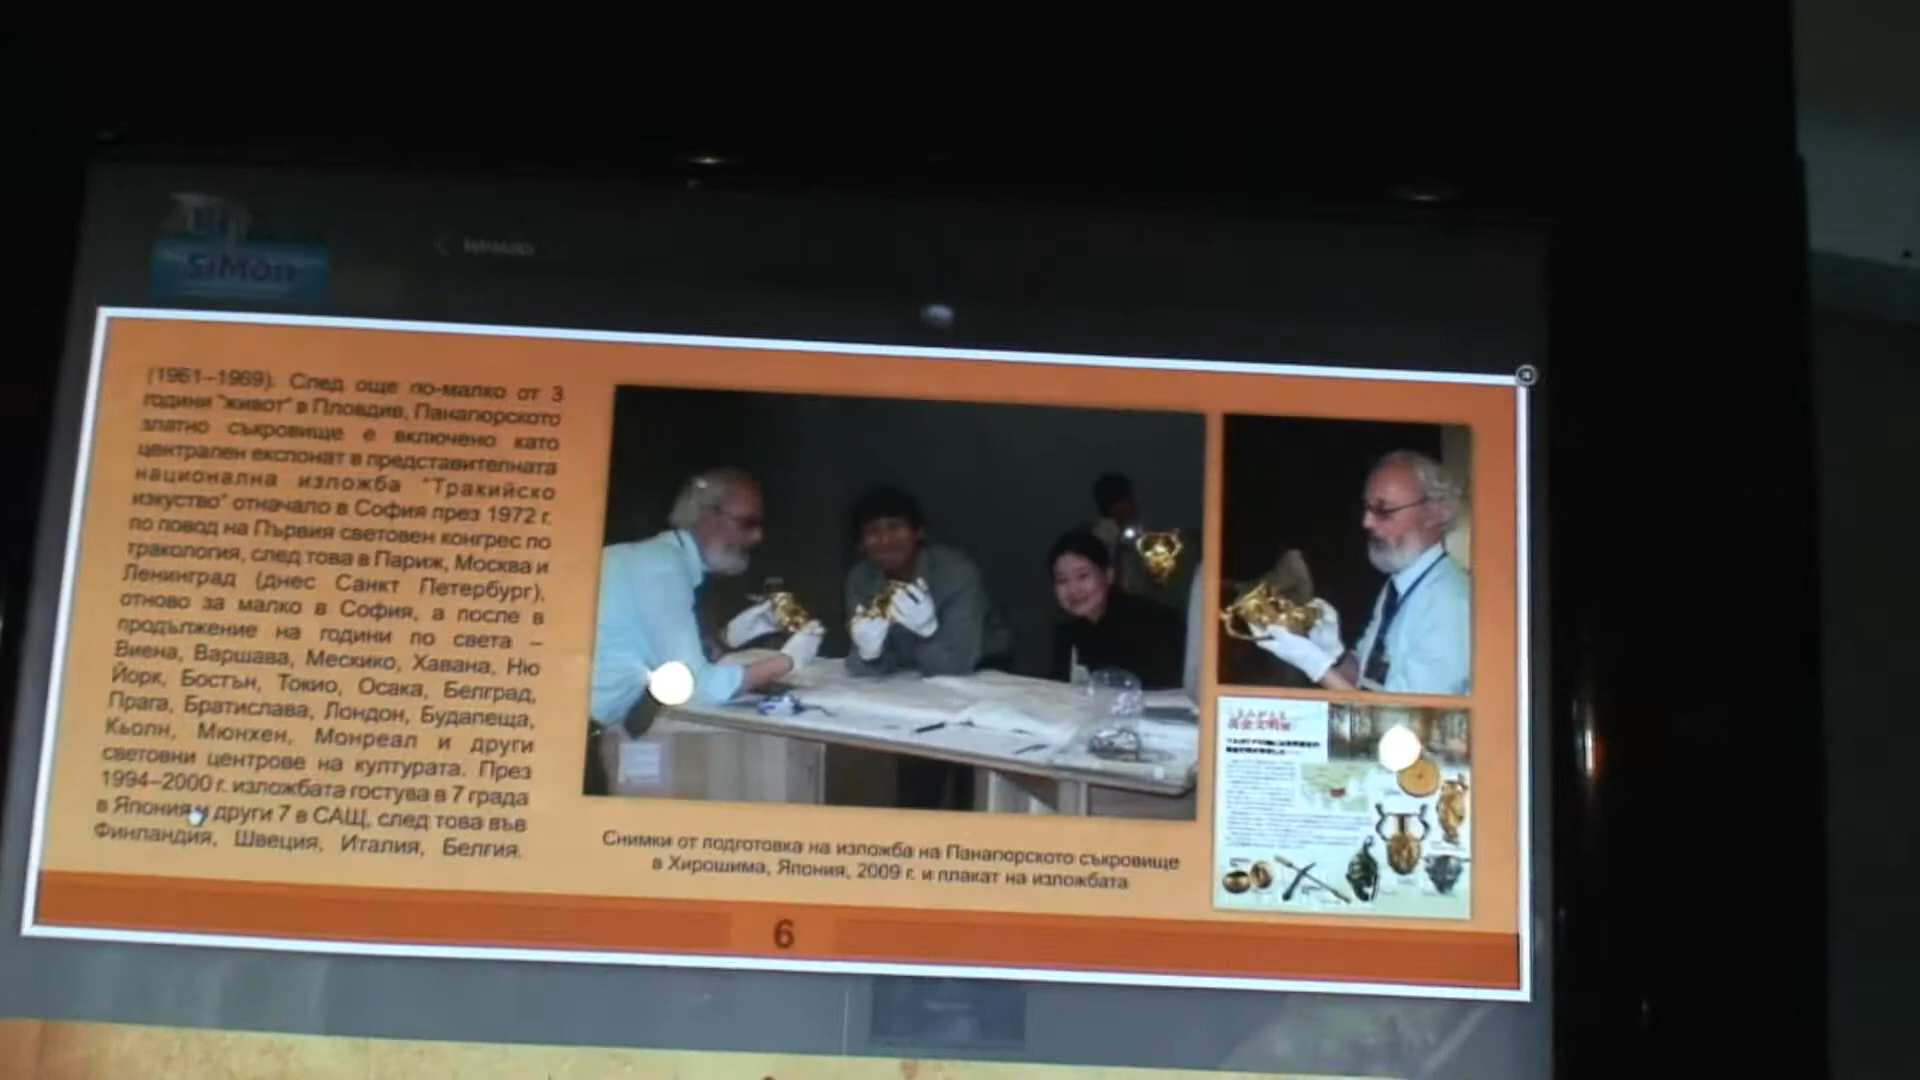 SiMon
(1961–1969). След още по-малко от 3
години "живот" в Пловдив, Панагюрското
златно съкровище е включено като
централен експонат в представителната
национална изложба "Тракийско
изкуство" отначало в София през 1972 г.
по повод на Първия световен конгрес по
тракология, след това в Париж, Москва и
Ленинград (днес Санкт Петербург),
отново за малко в София, а после в
продължение на години по света –
Виена, Варшава, Мексико, Хавана, Ню
Йорк, Бостън, Токио, Осака, Белград,
Прага, Братислава, Лондон, Будапеща,
Кьолн, Мюнхен, Монреал и други
световни центрове на културата. През
1994–2000 г. изложбата гостува в 7 града
в Япония и други 7 в САЩ, след това във
Финландия, Швеция, Италия, Белгия.
Снимки от подготовка на изложба на Панагюрското съкровище
в Хирошима, Япония, 2009 г. и плакат на изложбата
6